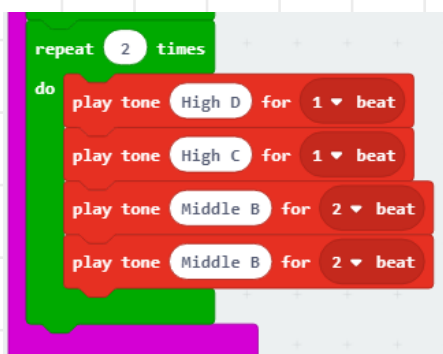 repeat 2 times
do
play tone High D for 1 beat
play tone High C for 1 beat
play tone Middle B for 2 beat
play tone Middle B for 2 beat